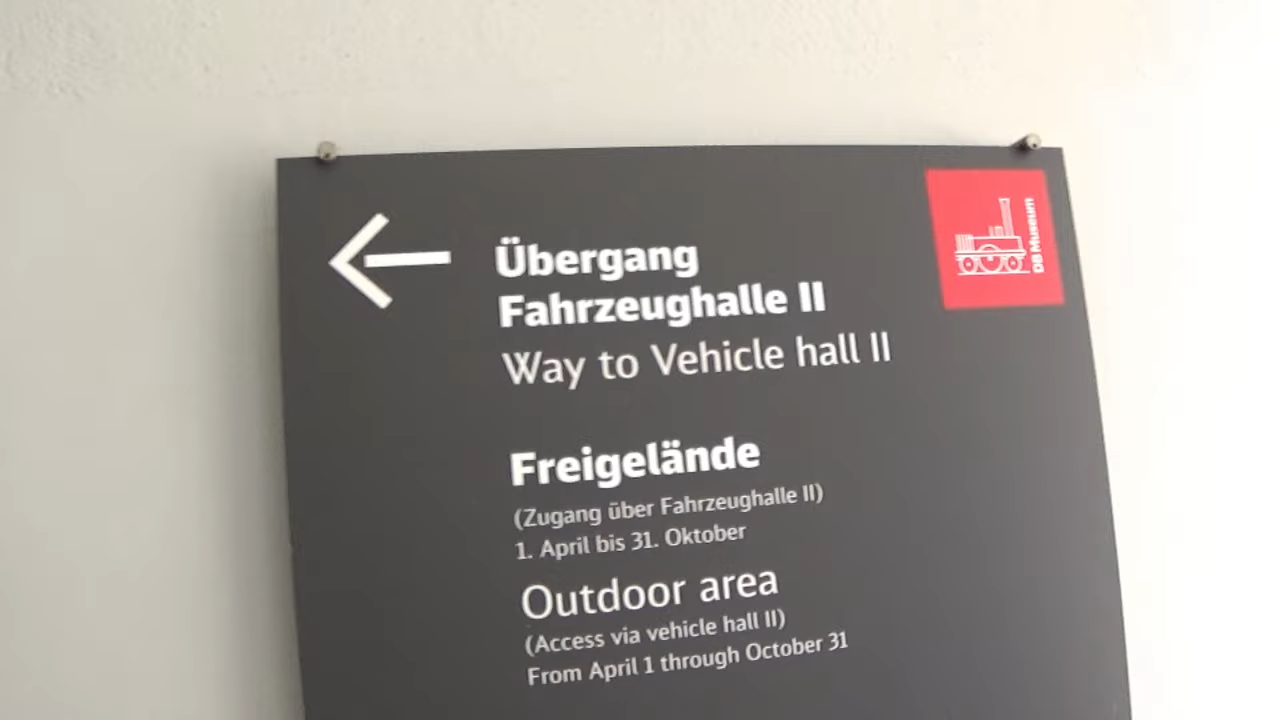 Übergang
Fahrzeughalle II
Way to Vehicle hall II
DB Museum
Freigelände
(Zugang über Fahrzeughalle II)
1. April bis 31. Oktober
Outdoor area
(Access via vehicle hall II)
From April 1 through October 31